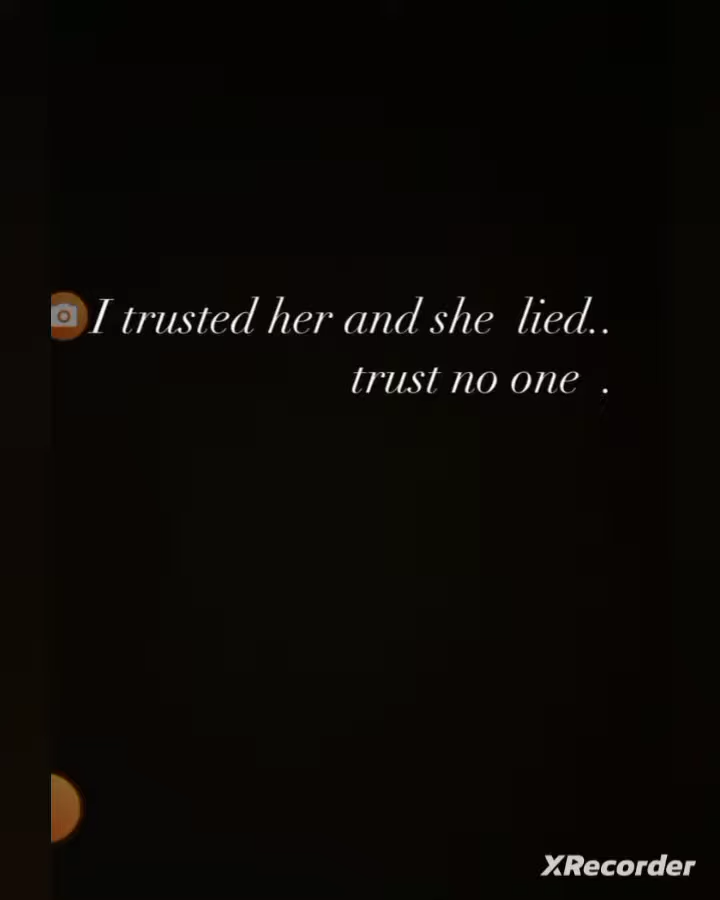 I trusted her and she  lied..
trust no one  .
XRecorder